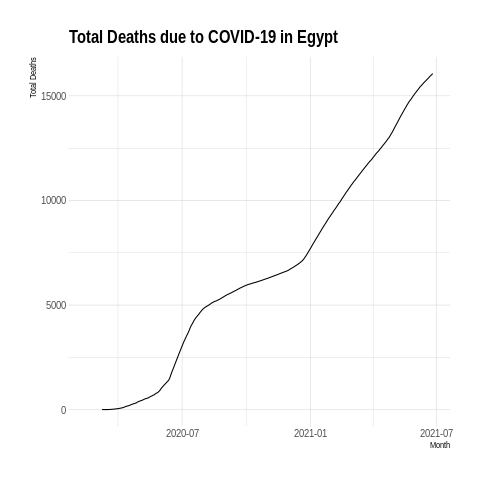 Total Deaths due to COVID-19 in Egypt
Total Deaths
15000
10000
5000
0
2020-07 2021-01 2021-07
Month